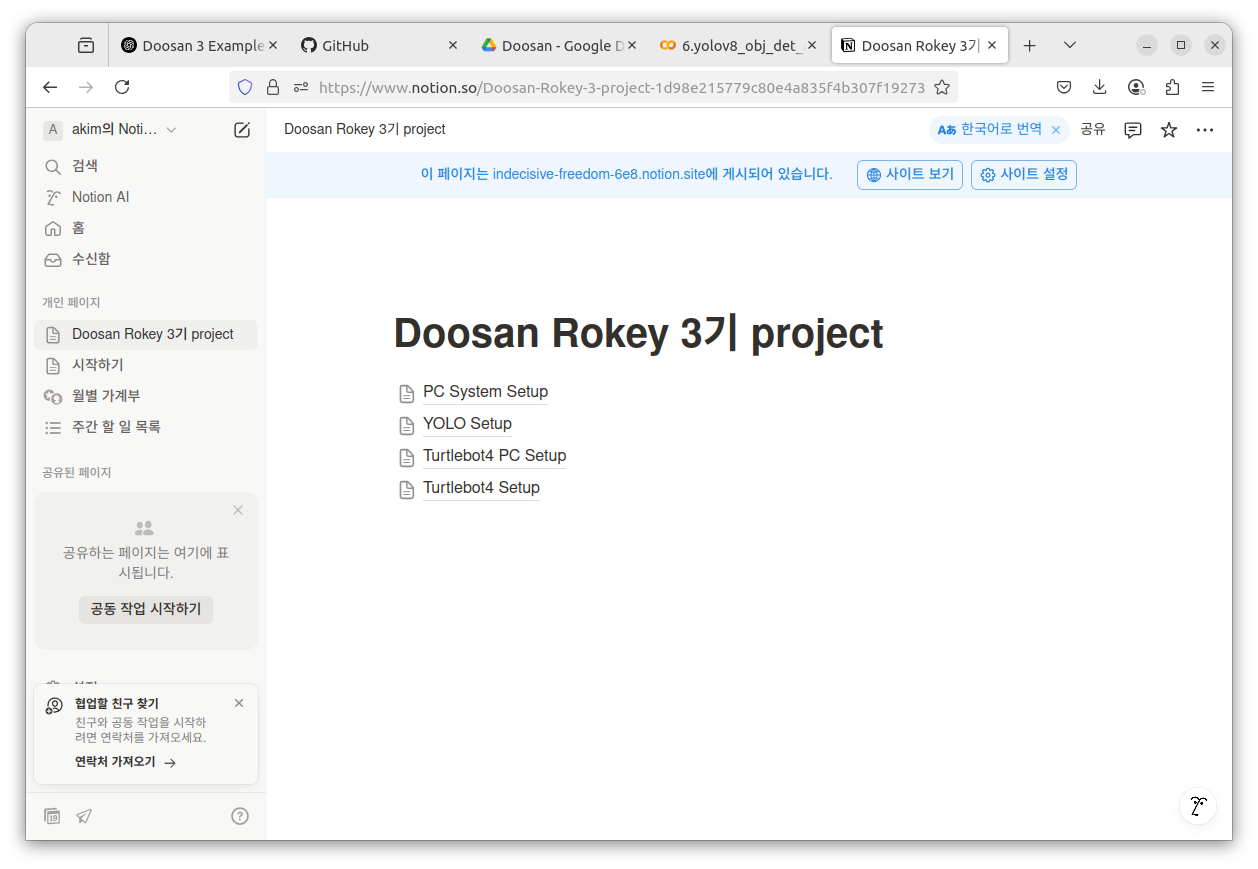 Doosan 3 Example
GitHub
Doosan - Google D
6.yolov8_obj_det_
Doosan Rokey 3기
https://www.notion.so/Doosan-Rokey-3-project-1d98e215779c80e4a835f4b307f19273
A akim의 Noti…
검색
Notion AI
홈
수신함
개인 페이지
Doosan Rokey 3기 project
시작하기
월별 가계부
주간 할 일 목록
공유된 페이지
공유하는 페이지는 여기에 표
시됩니다.
공동 작업 시작하기
협업할 친구 찾기
친구와 공동 작업을 시작하
려면 연락처를 가져오세요.
연락처 가져오기 →
19
Doosan Rokey 3기 project
Aあ 한국어로 번역
공유
이 페이지는 indecisive-freedom-6e8.notion.site에 게시되어 있습니다.
사이트 보기
사이트 설정
Doosan Rokey 3기 project
PC System Setup
YOLO Setup
Turtlebot4 PC Setup
Turtlebot4 Setup